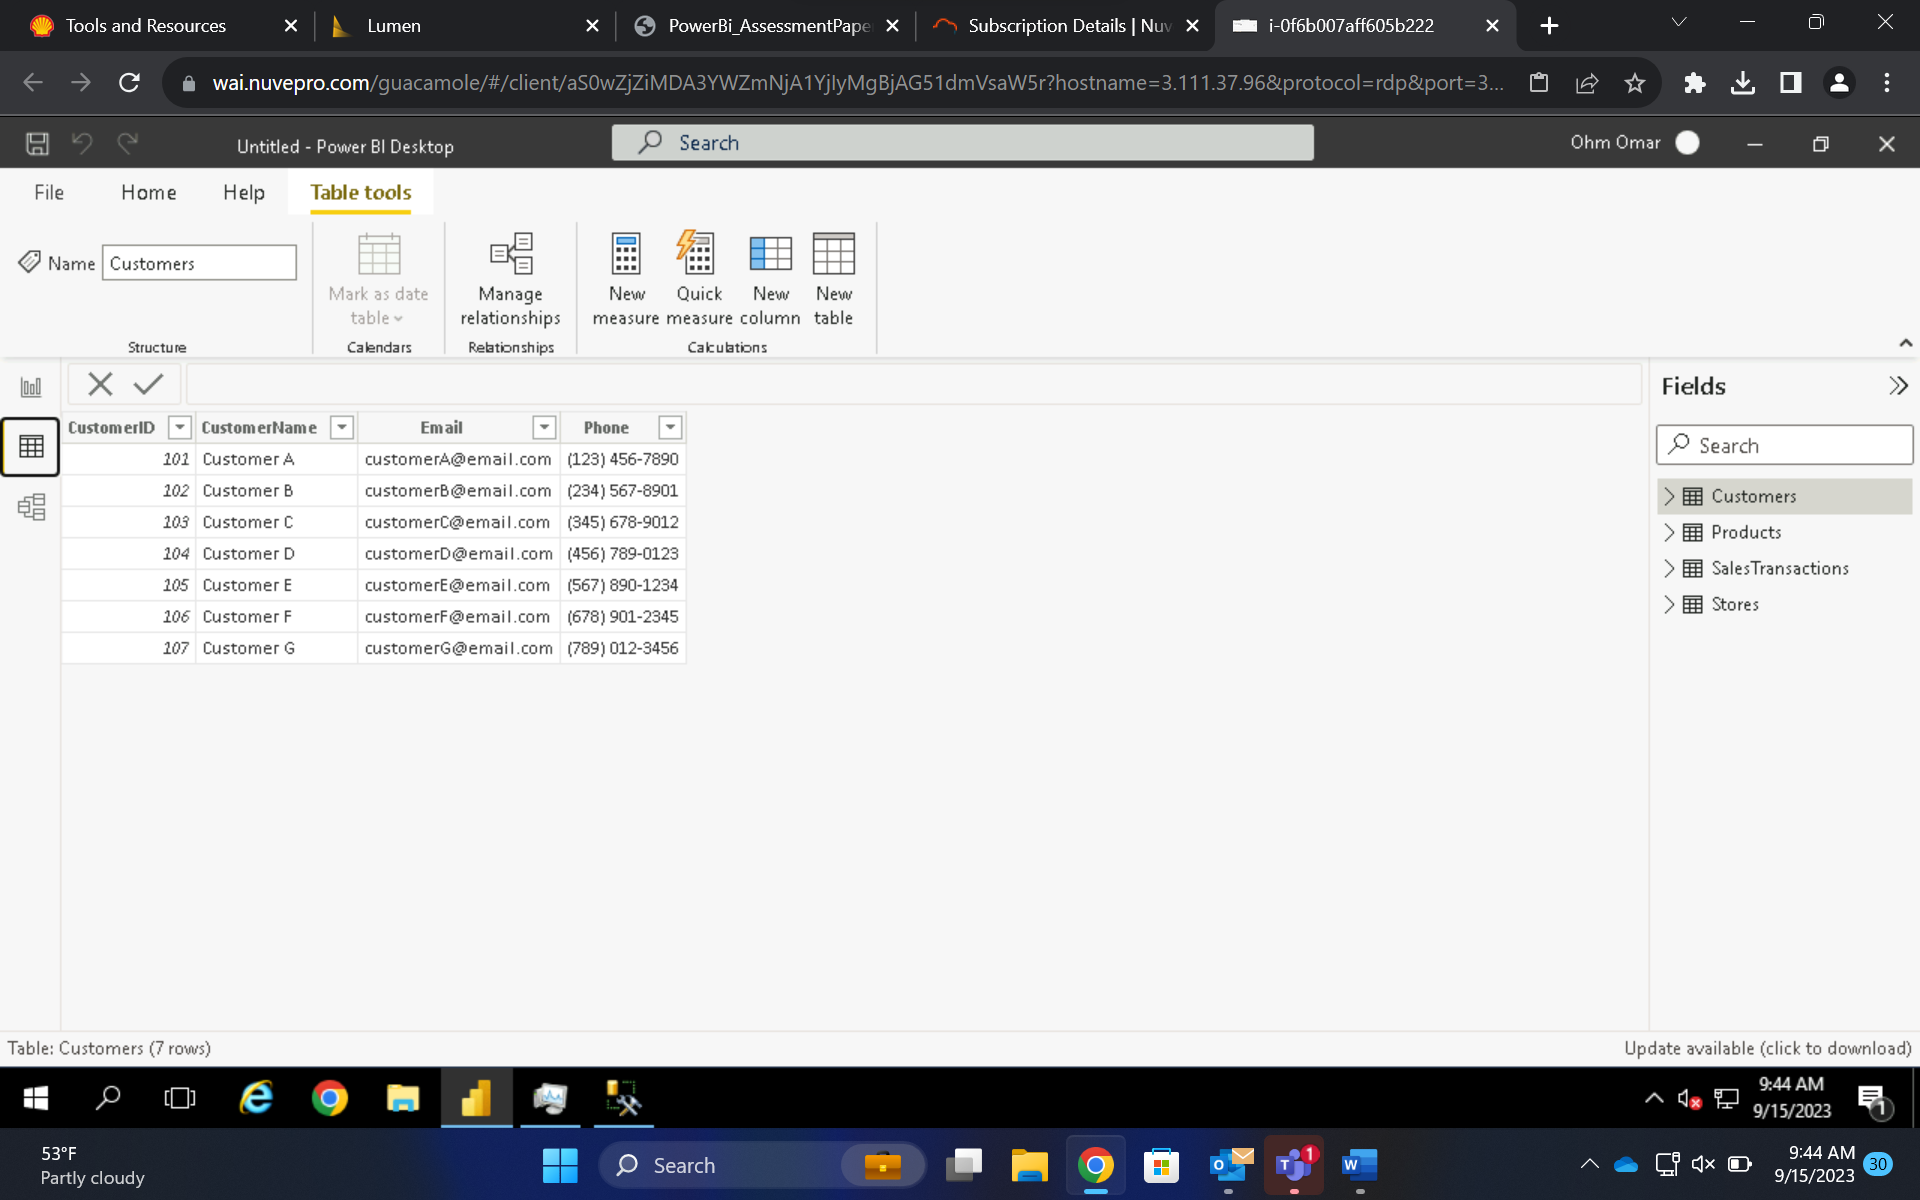 Tools and Resources
Lumen
PowerBi_AssessmentPape
Subscription Details | Nuv
i-0f6b007aff605b222
wai.nuvepro.com/guacamole/#/client/aS0wZjZiMDA3YWZmNjA1YjIyMgBjAG51dmVsaW5r?hostname=3.111.37.96&protocol=rdp&port=3...
Untitled - Power BI Desktop
Search
Ohm Omar
File Home Help Table tools
Name Customers
Mark as date table
Manage relationships
New measure
Quick measure
New column
New table
Structure Calendars Relationships Calculations
Fields
CustomerID CustomerName Email Phone
101 Customer A customerA@email.com (123) 456-7890
102 Customer B customerB@email.com (234) 567-8901
103 Customer C customerC@email.com (345) 678-9012
104 Customer D customerD@email.com (456) 789-0123
105 Customer E customerE@email.com (567) 890-1234
106 Customer F customerF@email.com (678) 901-2345
107 Customer G customerG@email.com (789) 012-3456
Search
Customers
Products
SalesTransactions
Stores
Table: Customers (7 rows)
Update available (click to download)
9:44 AM
9/15/2023
1
53°F
Partly cloudy
Search
1
9:44 AM
9/15/2023
30